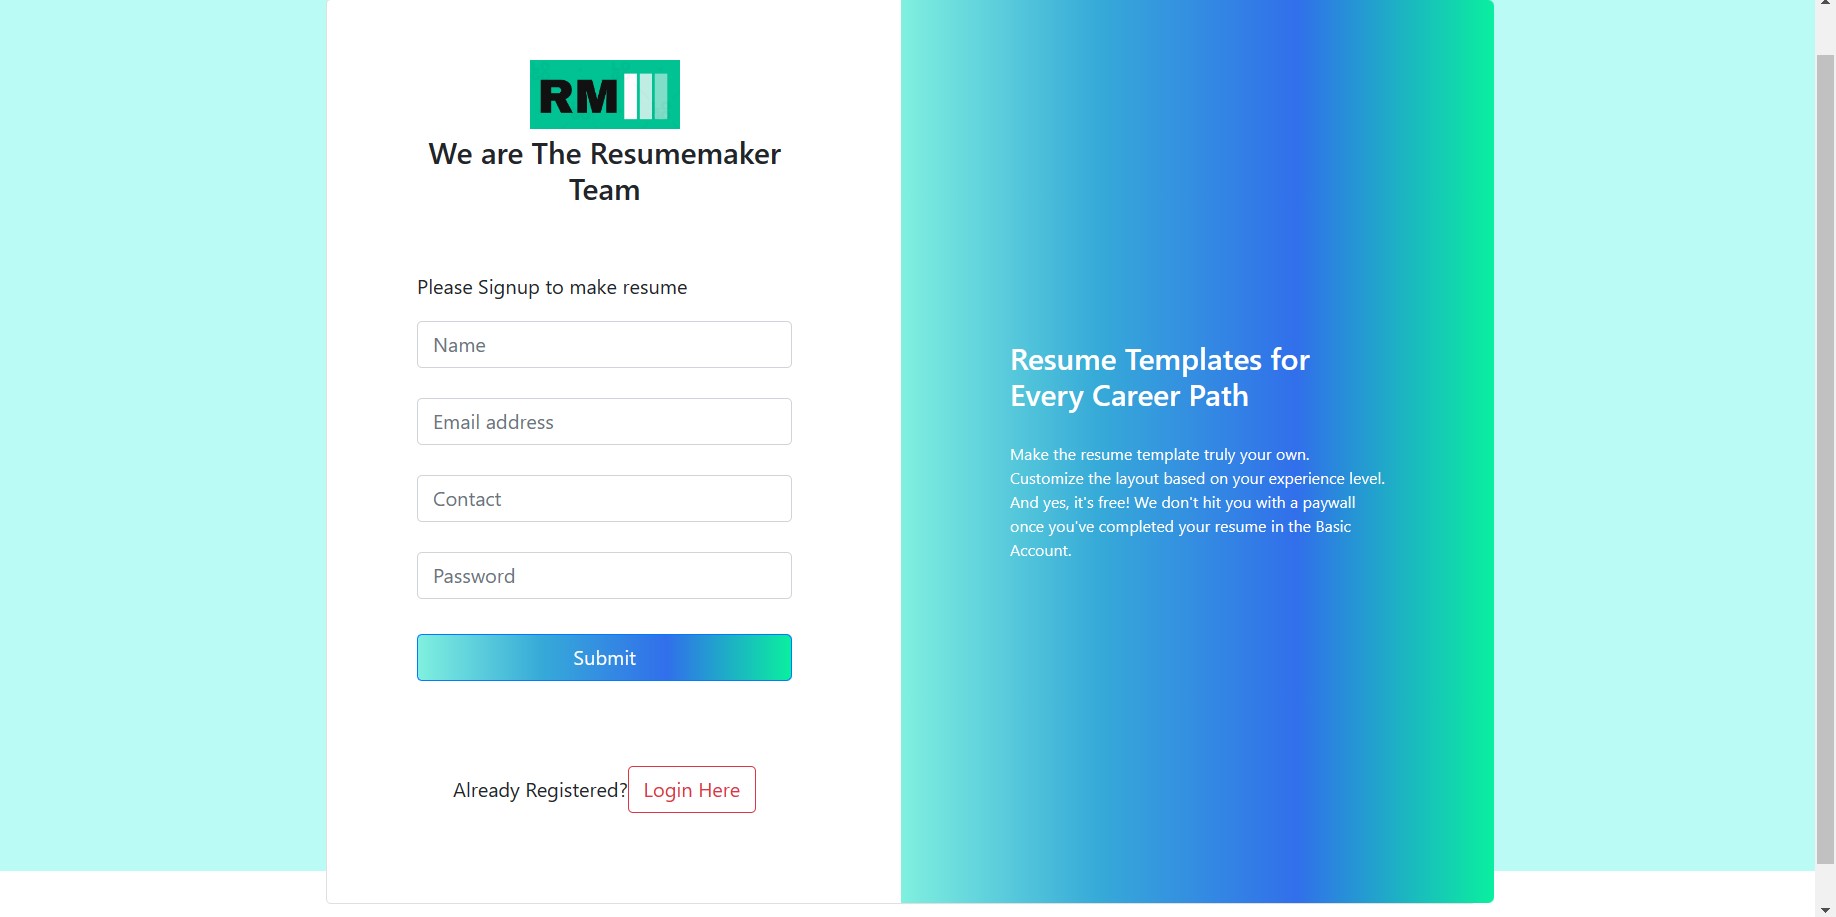 RM
We are The Resumemaker
Team
Please Signup to make resume
Name
Email address
Contact
Password
Submit
Already Registered? Login Here
Resume Templates for
Every Career Path
Make the resume template truly your own.
Customize the layout based on your experience level.
And yes, it's free! We don't hit you with a paywall
once you've completed your resume in the Basic
Account.